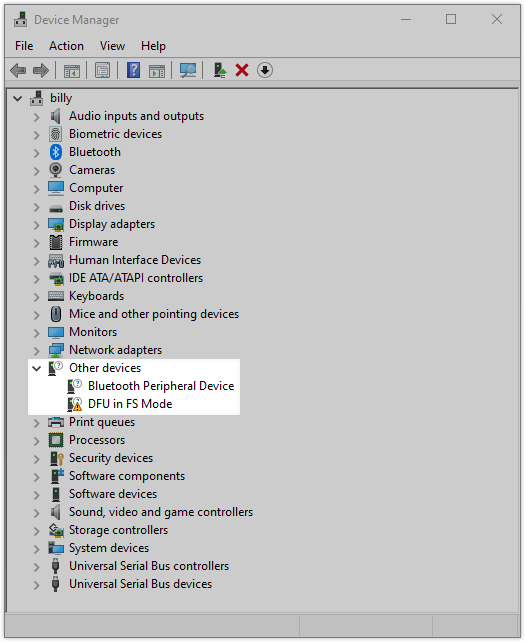 Device Manager
File Action View Help
billy
Audio inputs and outputs
Biometric devices
Bluetooth
Cameras
Computer
Disk drives
Display adapters
Firmware
Human Interface Devices
IDE ATA/ATAPI controllers
Keyboards
Mice and other pointing devices
Monitors
Network adapters
Other devices
Bluetooth Peripheral Device
DFU in FS Mode
Print queues
Processors
Security devices
Software components
Software devices
Sound, video and game controllers
Storage controllers
System devices
Universal Serial Bus controllers
Universal Serial Bus devices